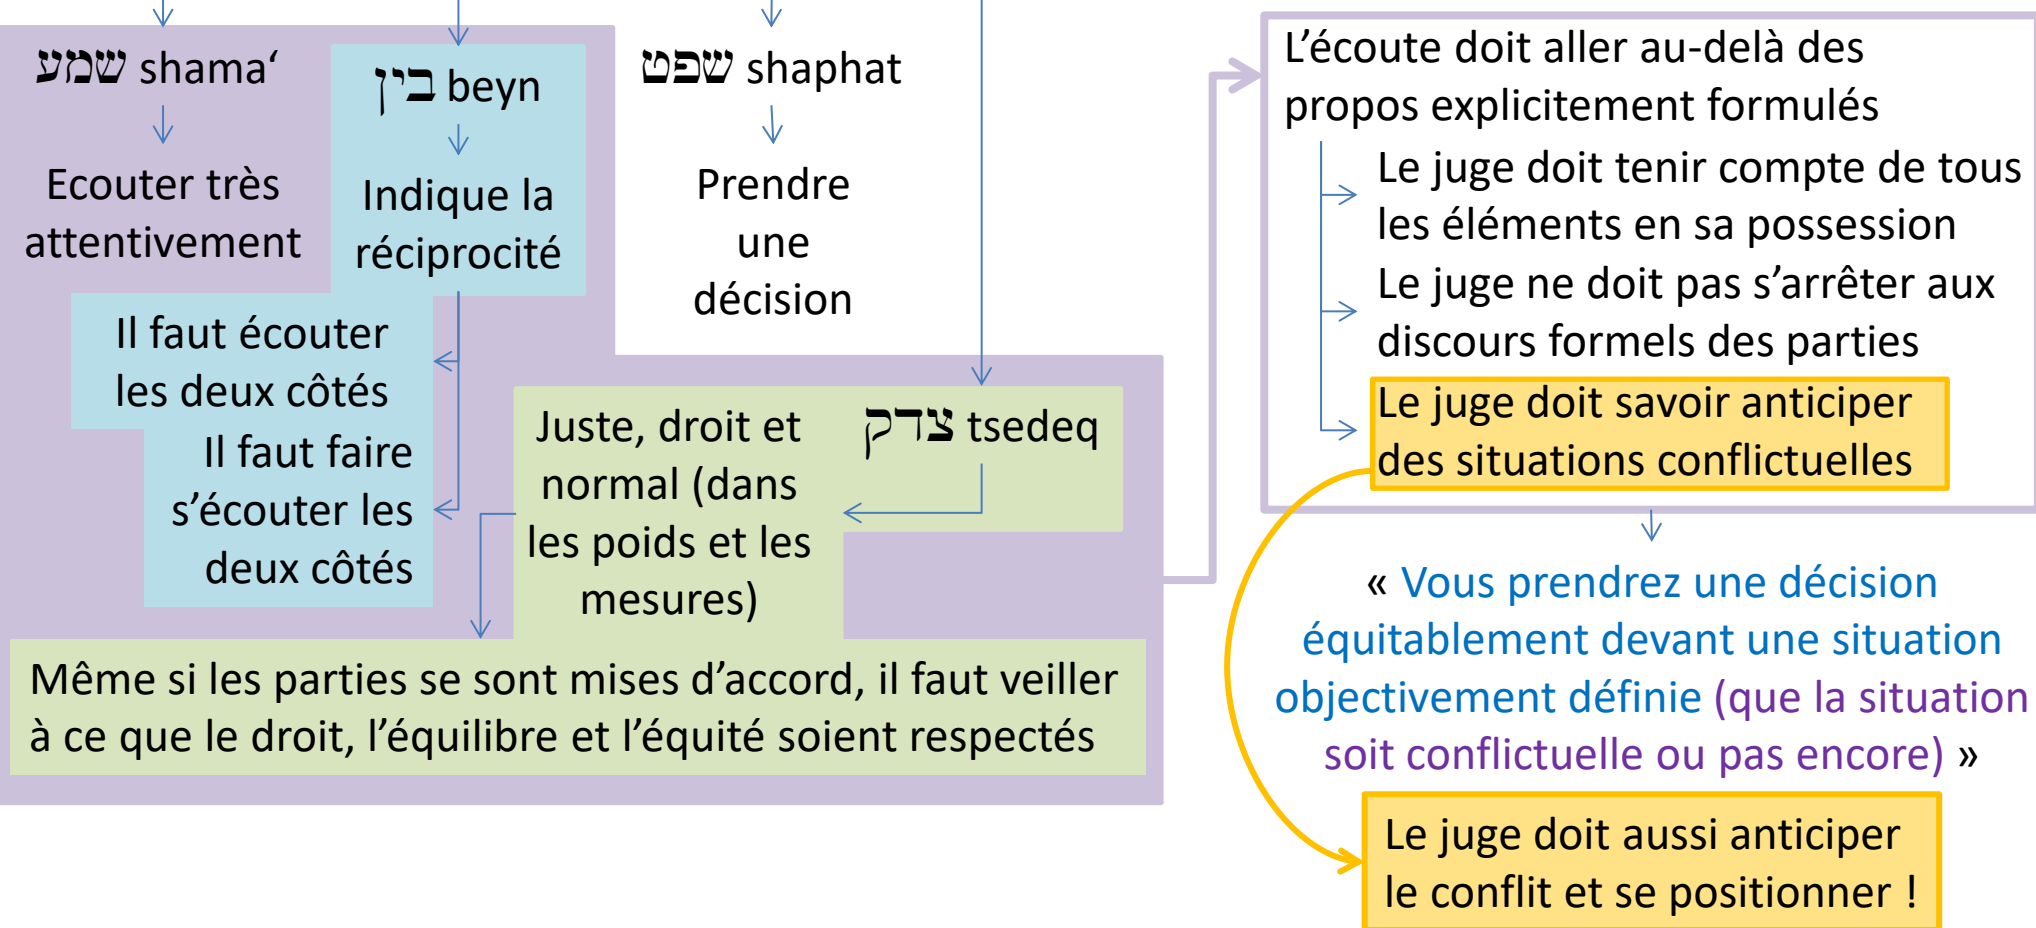 שמע shama‘
Ecouter très
attentivement
בין beyn
Indique la
réciprocité
Il faut écouter
les deux côtés
Il faut faire
s’écouter les
deux côtés
שפט shaphat
Prendre
une
décision
צדק tsedeq
Juste, droit et
normal (dans
les poids et les
mesures)
Même si les parties se sont mises d’accord, il faut veiller
à ce que le droit, l’équilibre et l’équité soient respectés
L’écoute doit aller au-delà des
propos explicitement formulés
Le juge doit tenir compte de tous
les éléments en sa possession
Le juge ne doit pas s’arrêter aux
discours formels des parties
Le juge doit savoir anticiper
des situations conflictuelles
« Vous prendrez une décision
équitablement devant une situation
objectivement définie (que la situation
soit conflictuelle ou pas encore) »
Le juge doit aussi anticiper
le conflit et se positionner !